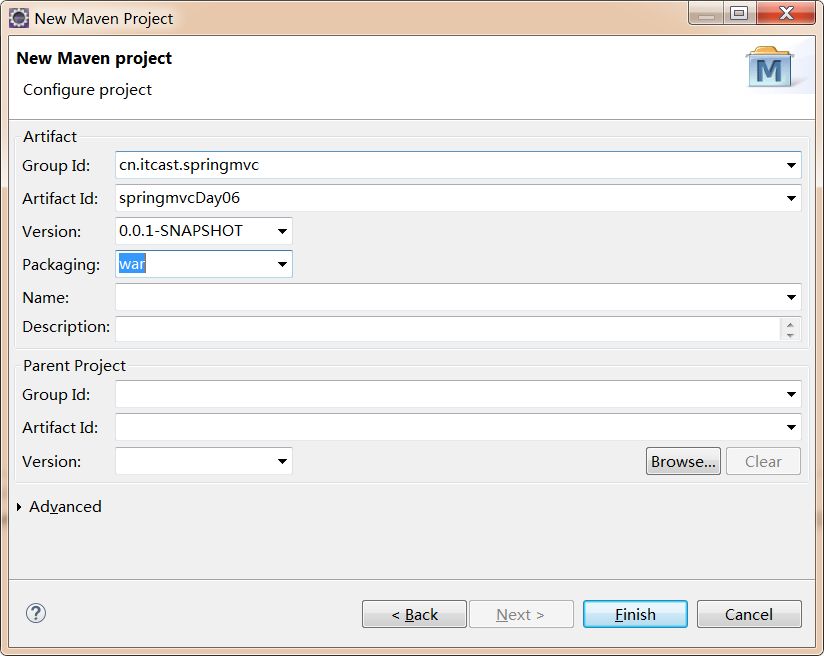 New Maven Project
New Maven project
Configure project
M
Artifact
Group Id: cn.itcast.springmvc
Artifact Id: springmvcDay06
Version: 0.0.1-SNAPSHOT
Packaging: war
Name:
Description:
Parent Project
Group Id:
Artifact Id:
Version: Browse... Clear
Advanced
? < Back Next > Finish Cancel